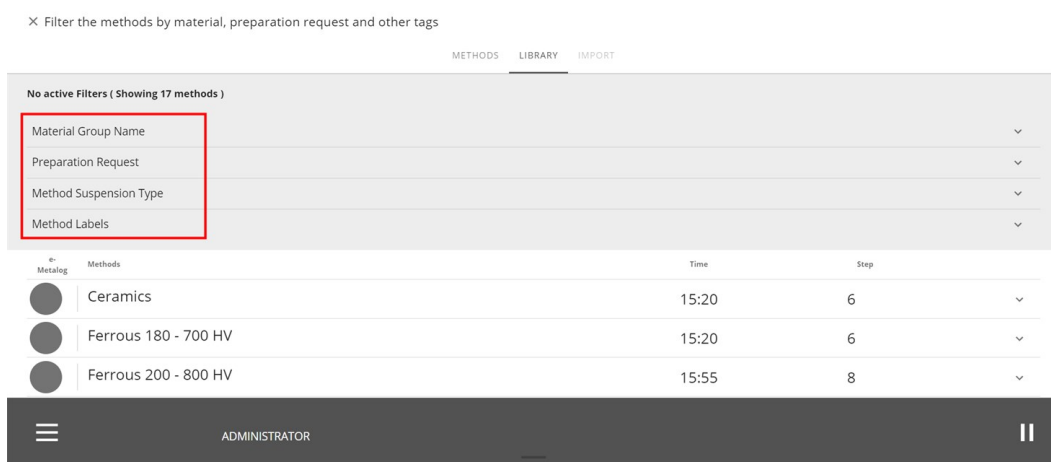 × Filter the methods by material, preparation request and other tags
METHODS LIBRARY IMPORT
No active Filters ( Showing 17 methods )
Material Group Name
Preparation Request
Method Suspension Type
Method Labels
e-
Metalog Methods Time Step
Ceramics 15:20 6
Ferrous 180 - 700 HV 15:20 6
Ferrous 200 - 800 HV 15:55 8
ADMINISTRATOR